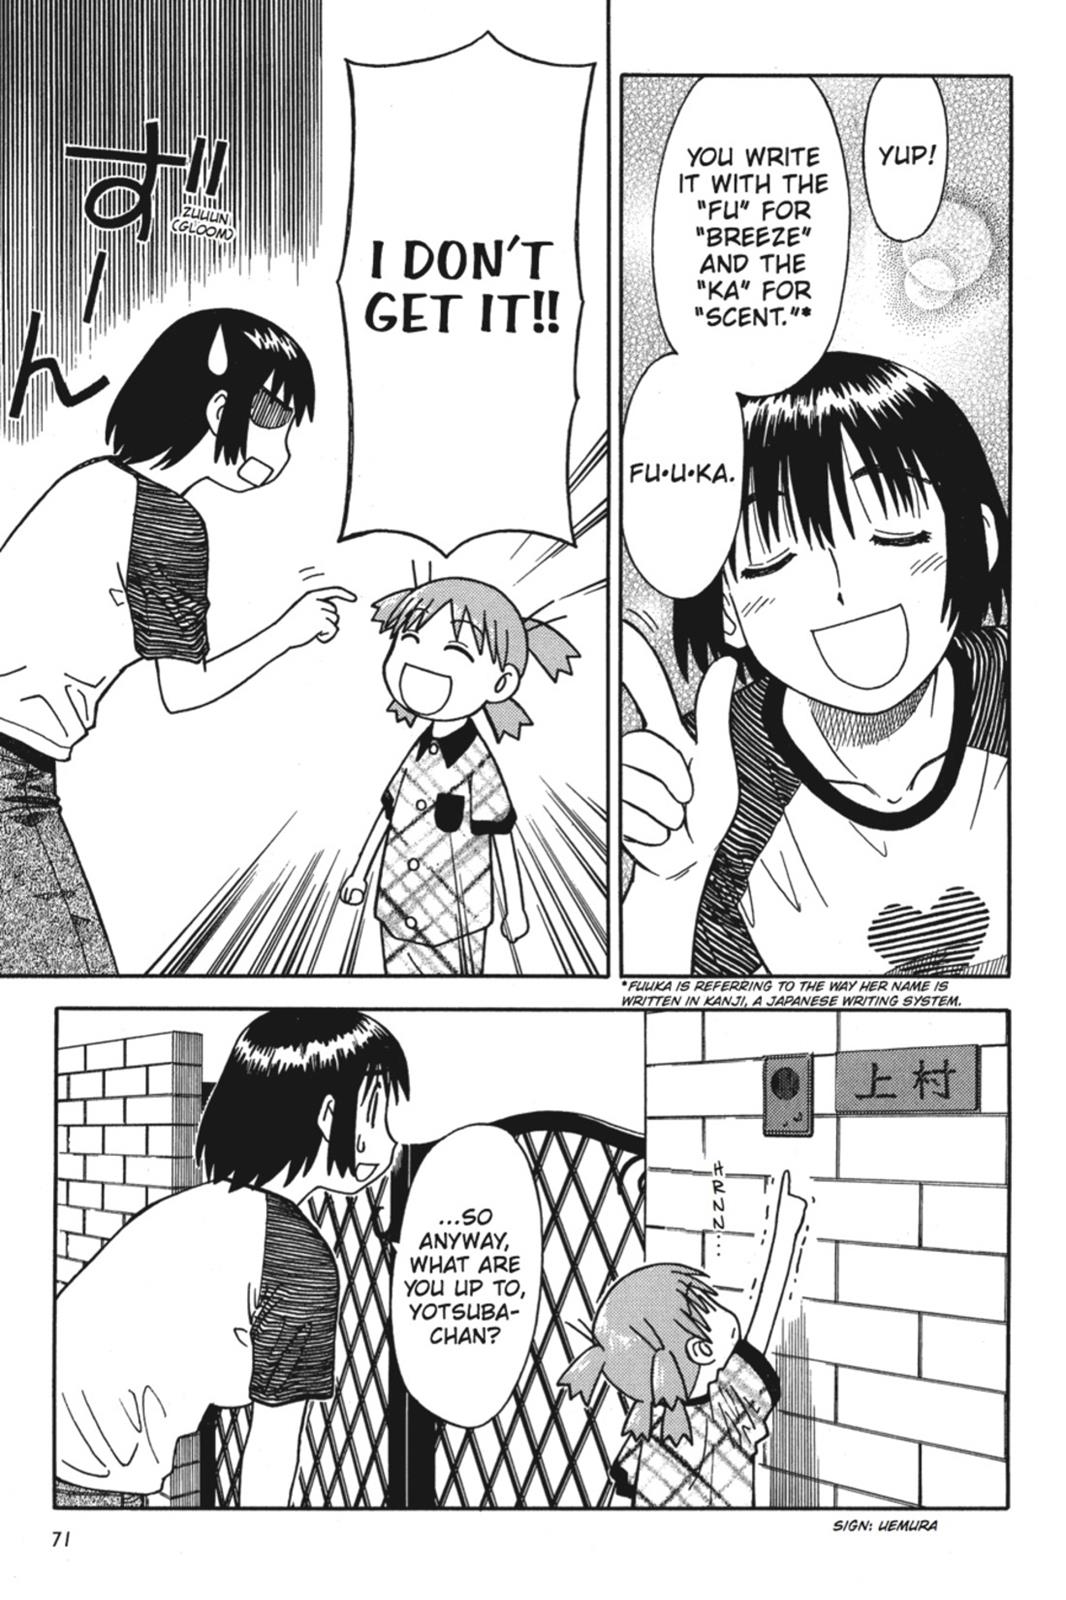 YUP!
YOU WRITE
IT WITH THE
"FU" FOR
"BREEZE"
AND THE
"KA" FOR
"SCENT."*
FU•U•KA.
*FUUKA IS REFERRING TO THE WAY HER NAME IS
WRITTEN IN KANJI, A JAPANESE WRITING SYSTEM.
I DON'T
GET IT!!
ずーん
ZUUUN
(GLOOM)
...SO
ANYWAY,
WHAT ARE
YOU UP TO,
YOTSUBA-
CHAN?
HRNN...
上村
SIGN: UEMURA
71